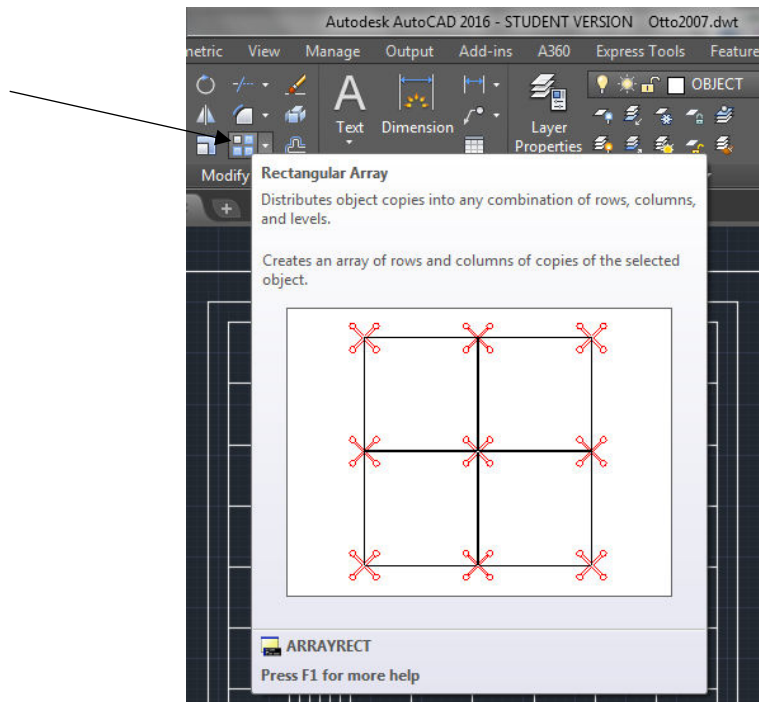 Autodesk AutoCAD 2016 - STUDENT VERSION Otto2007.dwt
metric View Manage Output Add-ins A360 Express Tools Feature
OBJECT
A
Text Dimension Layer
Properties
Modify
Rectangular Array
Distributes object copies into any combination of rows, columns,
and levels.
Creates an array of rows and columns of copies of the selected
object.
ARRAYRECT
Press F1 for more help